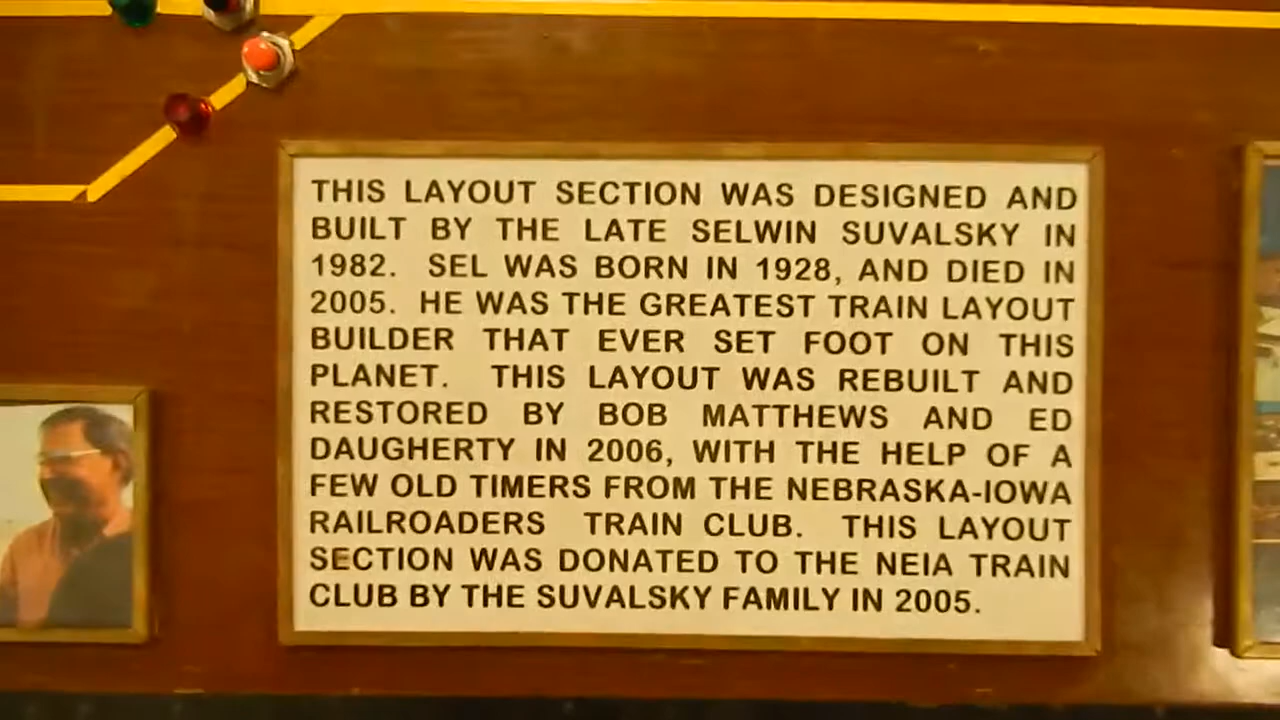 THIS LAYOUT SECTION WAS DESIGNED AND
BUILT BY THE LATE SELWIN SUVALSKY IN
1982. SEL WAS BORN IN 1928, AND DIED IN
2005. HE WAS THE GREATEST TRAIN LAYOUT
BUILDER THAT EVER SET FOOT ON THIS
PLANET. THIS LAYOUT WAS REBUILT AND
RESTORED BY BOB MATTHEWS AND ED
DAUGHERTY IN 2006, WITH THE HELP OF A
FEW OLD TIMERS FROM THE NEBRASKA-IOWA
RAILROADERS TRAIN CLUB. THIS LAYOUT
SECTION WAS DONATED TO THE NEIA TRAIN
CLUB BY THE SUVALSKY FAMILY IN 2005.